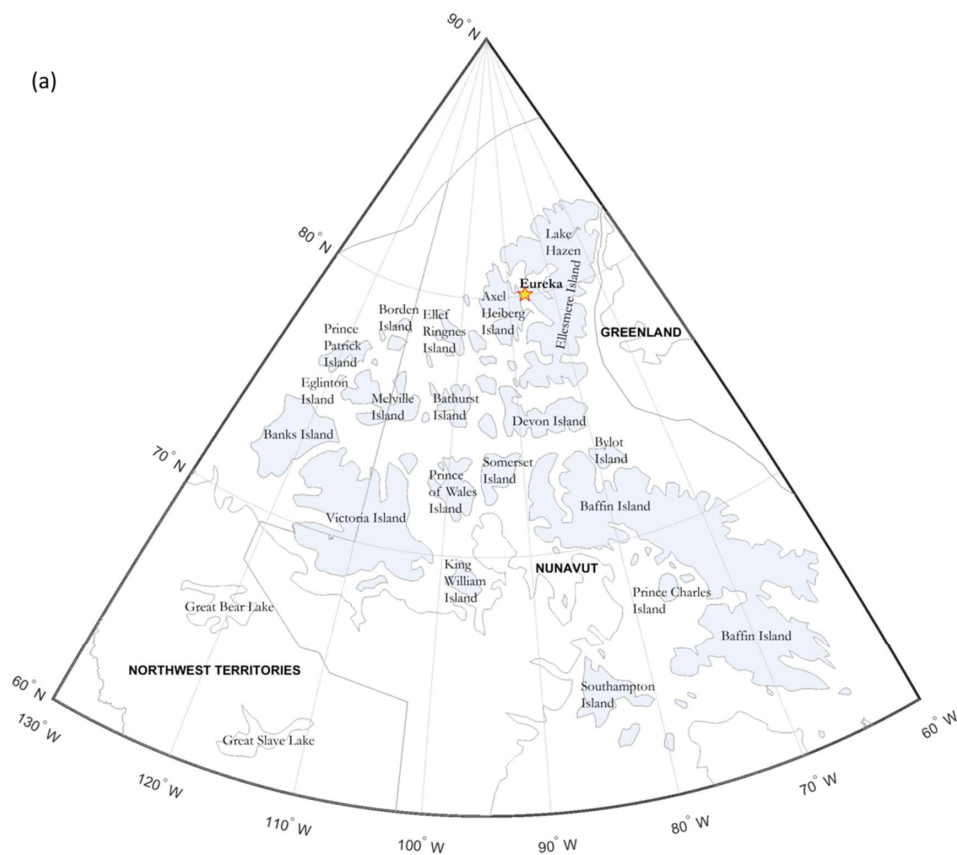 90° N
(a)
80° N
Lake
Hazen
Eureka
Axel
Heiberg
Island
Ellesmere Island
Borden
Island
Ellef
Ringnes
Island
Prince
Patrick
Island
GREENLAND
Eglinton
Island
Melville
Island
Bathurst
Island
Devon Island
Banks Island
Bylot
Island
70° N
Somerset
Island
Prince
of Wales
Island
Victoria Island
Baffin Island
King
William
Island
NUNAVUT
Prince Charles
Island
Great Bear Lake
Baffin Island
NORTHWEST TERRITORIES
Southampton
Island
60° N
Great Slave Lake
130° W
120° W
110° W
100° W
90° W
80° W
70° W
60° W